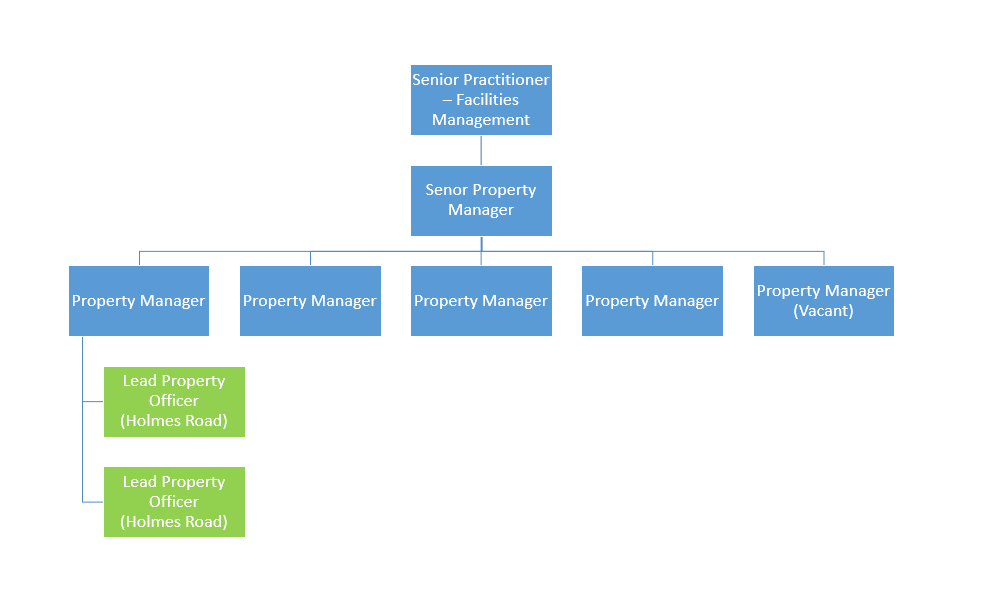 Senior Practitioner
– Facilities
Management
Senor Property
Manager
Property Manager
Property Manager
Property Manager
Property Manager
Property Manager
(Vacant)
Lead Property
Officer
(Holmes Road)
Lead Property
Officer
(Holmes Road)